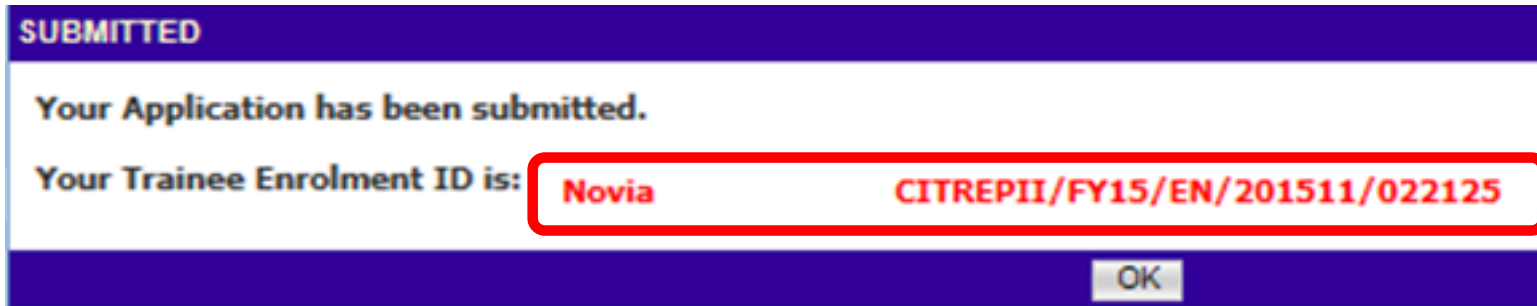 SUBMITTED
Your Application has been submitted.
Your Trainee Enrolment ID is: Novia CITREPII/FY15/EN/201511/022125
OK